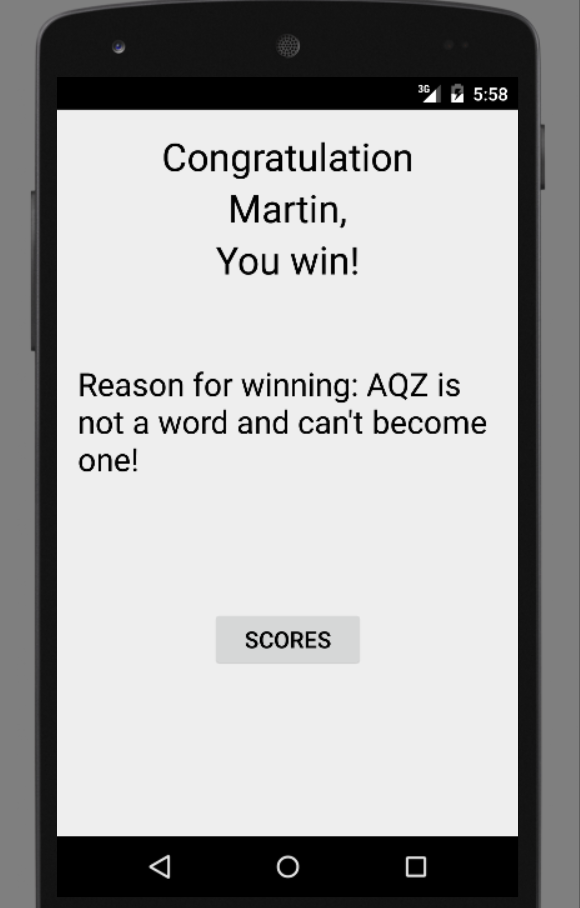 3G 5:58
Congratulation
Martin,
You win!
Reason for winning: AQZ is
not a word and can't become
one!
SCORES